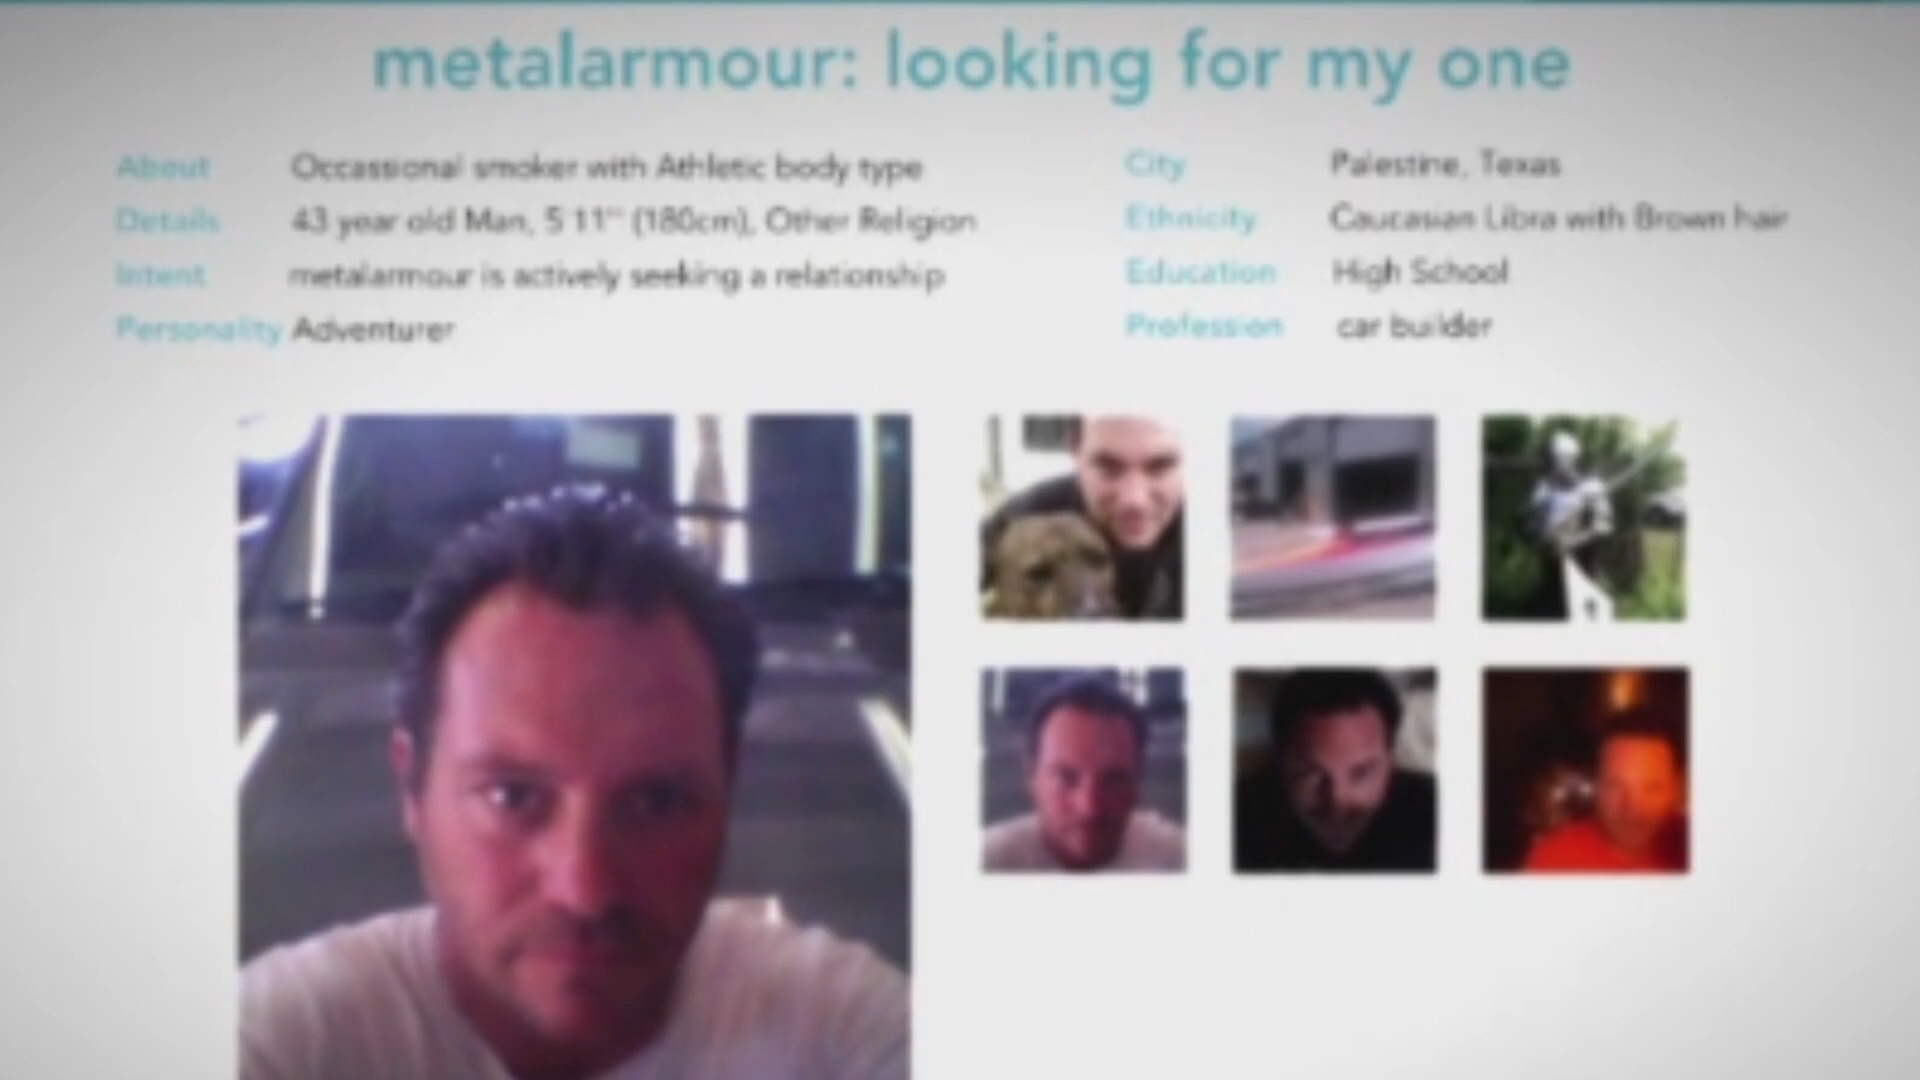 metalarmour: looking for my one
About Occassional smoker with Athletic body type
Details 43 year old Man, 5'11"" (180cm), Other Religion
Intent metalarmour is actively seeking a relationship
Personality Adventurer
City Palestine, Texas
Ethnicity Caucasian Libra with Brown hair
Education High School
Profession car builder